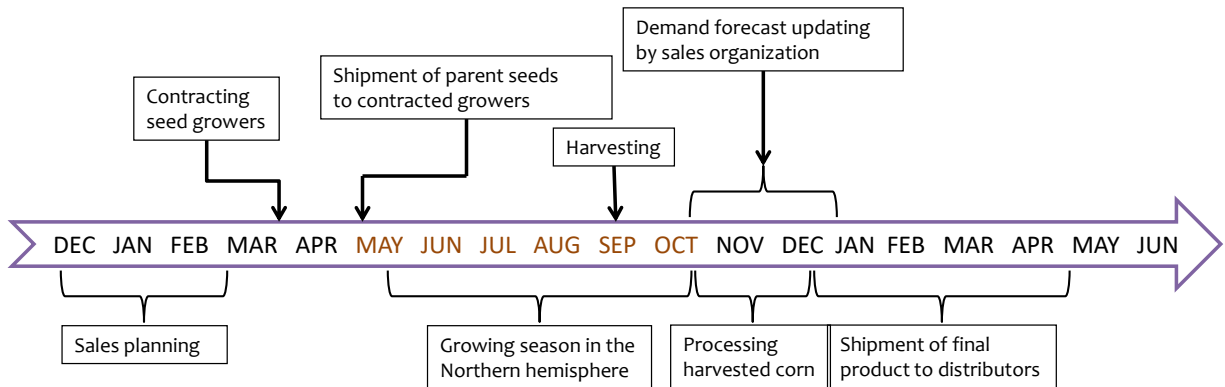 Demand forecast updating
by sales organization
Shipment of parent seeds
to contracted growers
Contracting
seed growers
Harvesting
DEC JAN FEB MAR APR MAY JUN JUL AUG SEP OCT NOV DEC JAN FEB MAR APR MAY JUN
Sales planning
Growing season in the
Northern hemisphere
Processing
harvested corn
Shipment of final
product to distributors